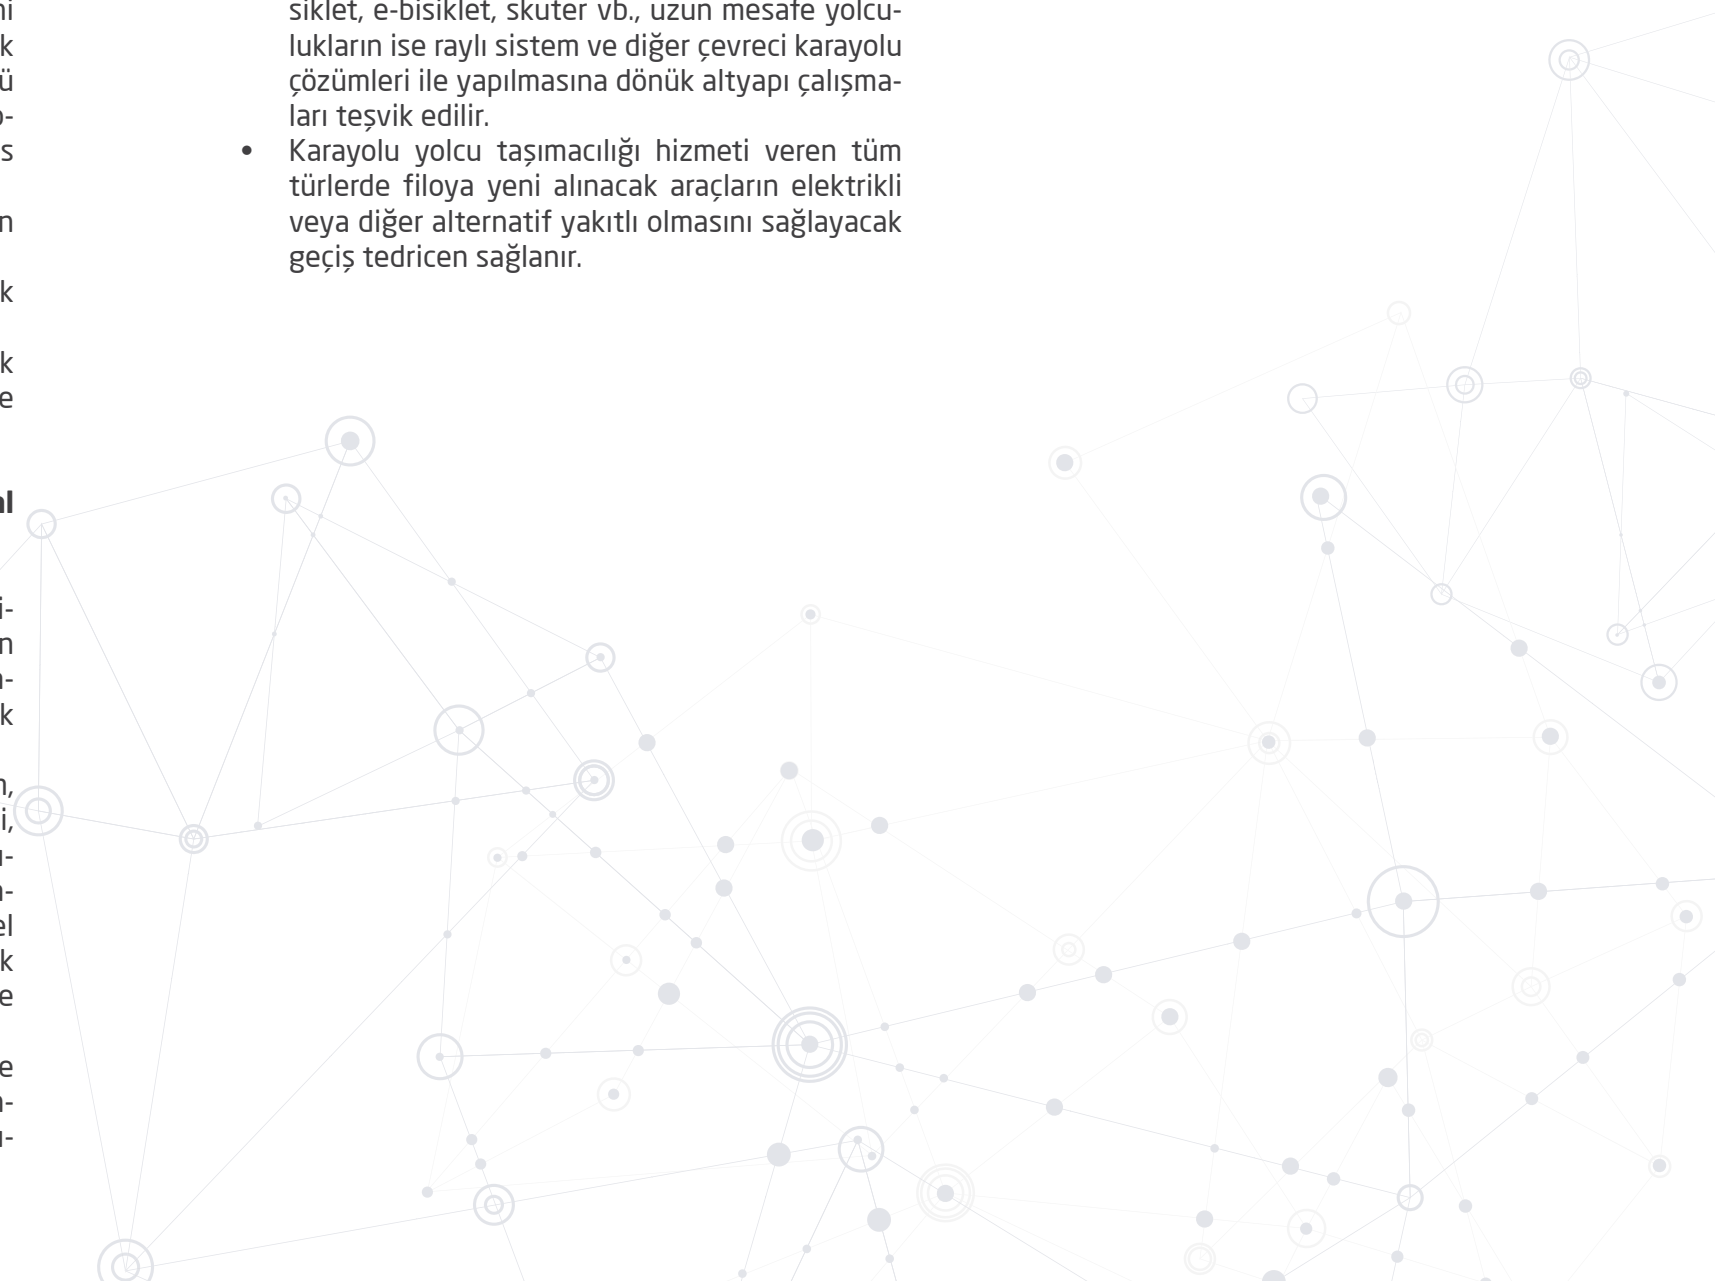 siklet, e-bisiklet, skuter vb., uzun mesafe yolcu-
lukların ise raylı sistem ve diğer çevreci karayolu
çözümleri ile yapılmasına dönük altyapı çalışma-
ları teşvik edilir.
• Karayolu yolcu taşımacılığı hizmeti veren tüm
türlerde filoya yeni alınacak araçların elektrikli
veya diğer alternatif yakıtlı olmasını sağlayacak
geçiş tedricen sağlanır.